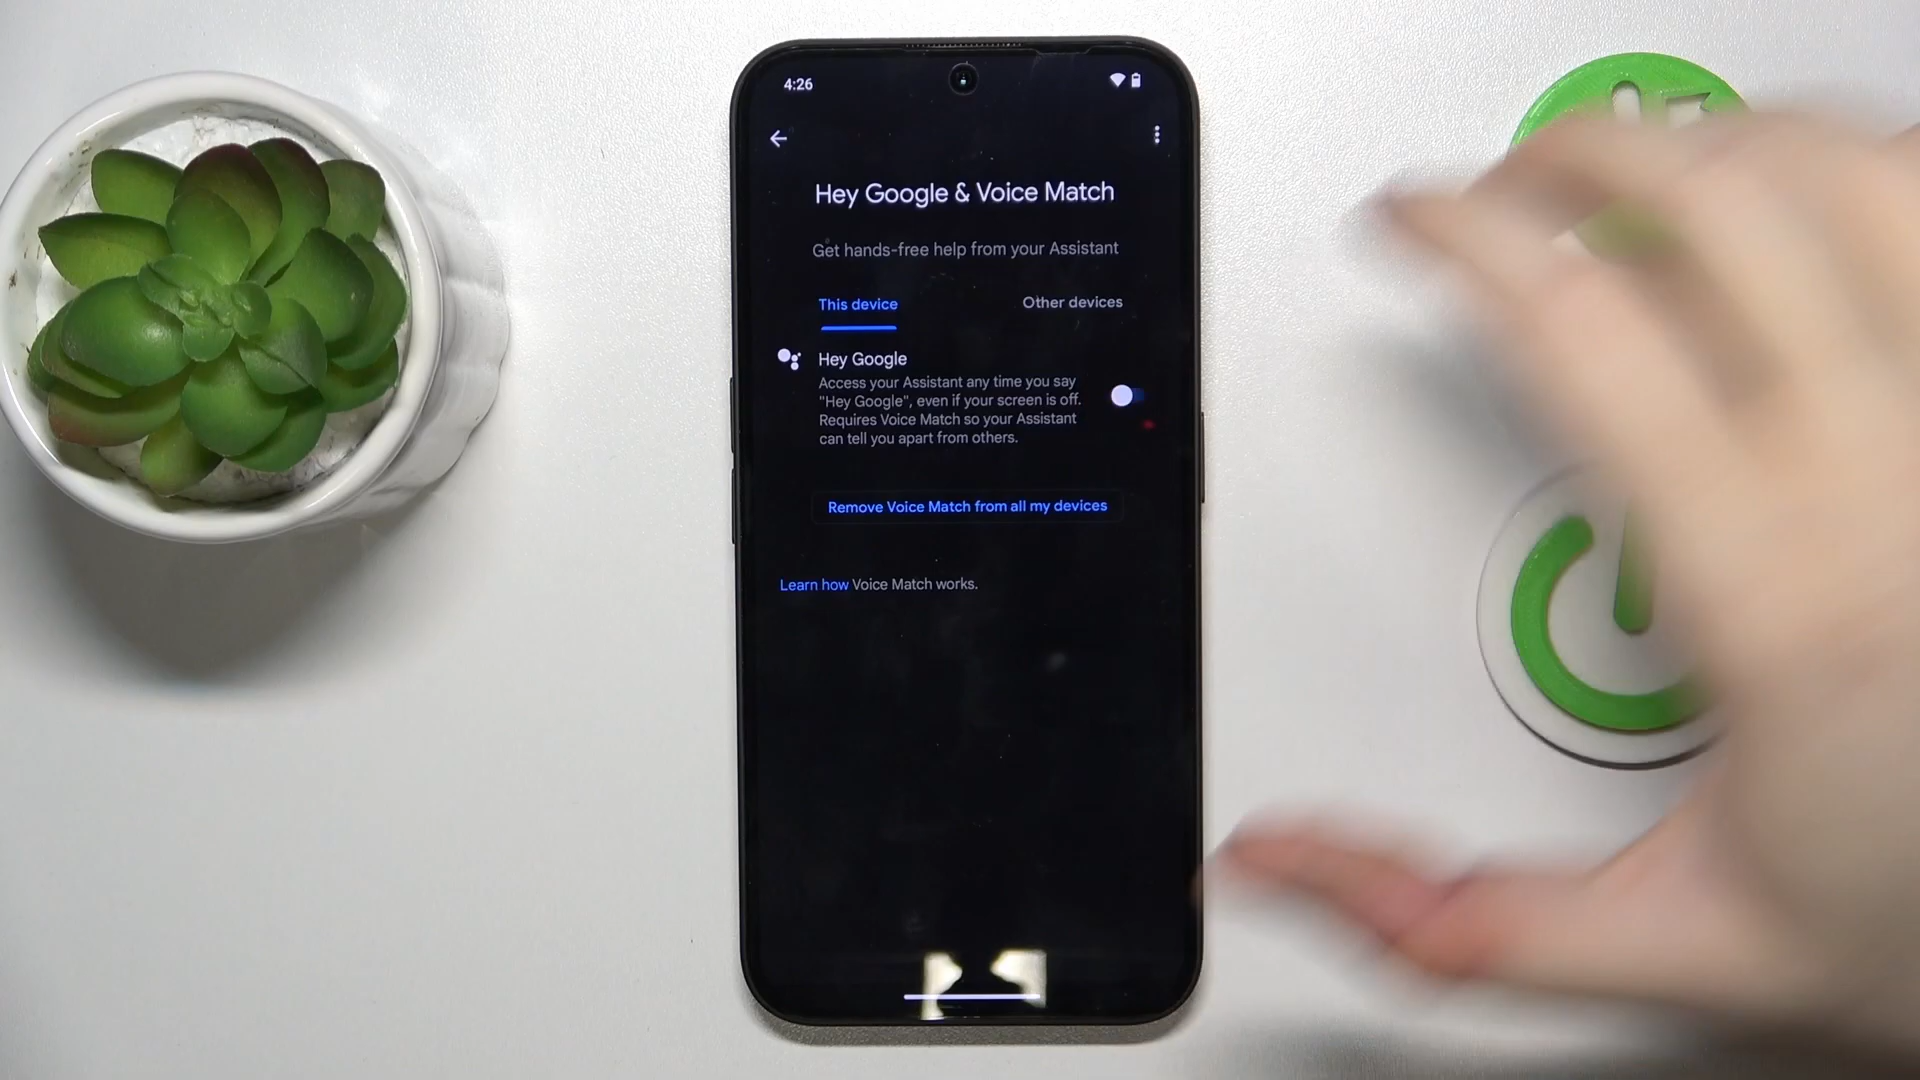 4:26
Hey Google & Voice Match
Get hands-free help from your Assistant
This device
Other devices
Hey Google
Access your Assistant any time you say
"Hey Google", even if your screen is off.
Requires Voice Match so your Assistant
can tell you apart from others.
Remove Voice Match from all my devices
Learn how Voice Match works.